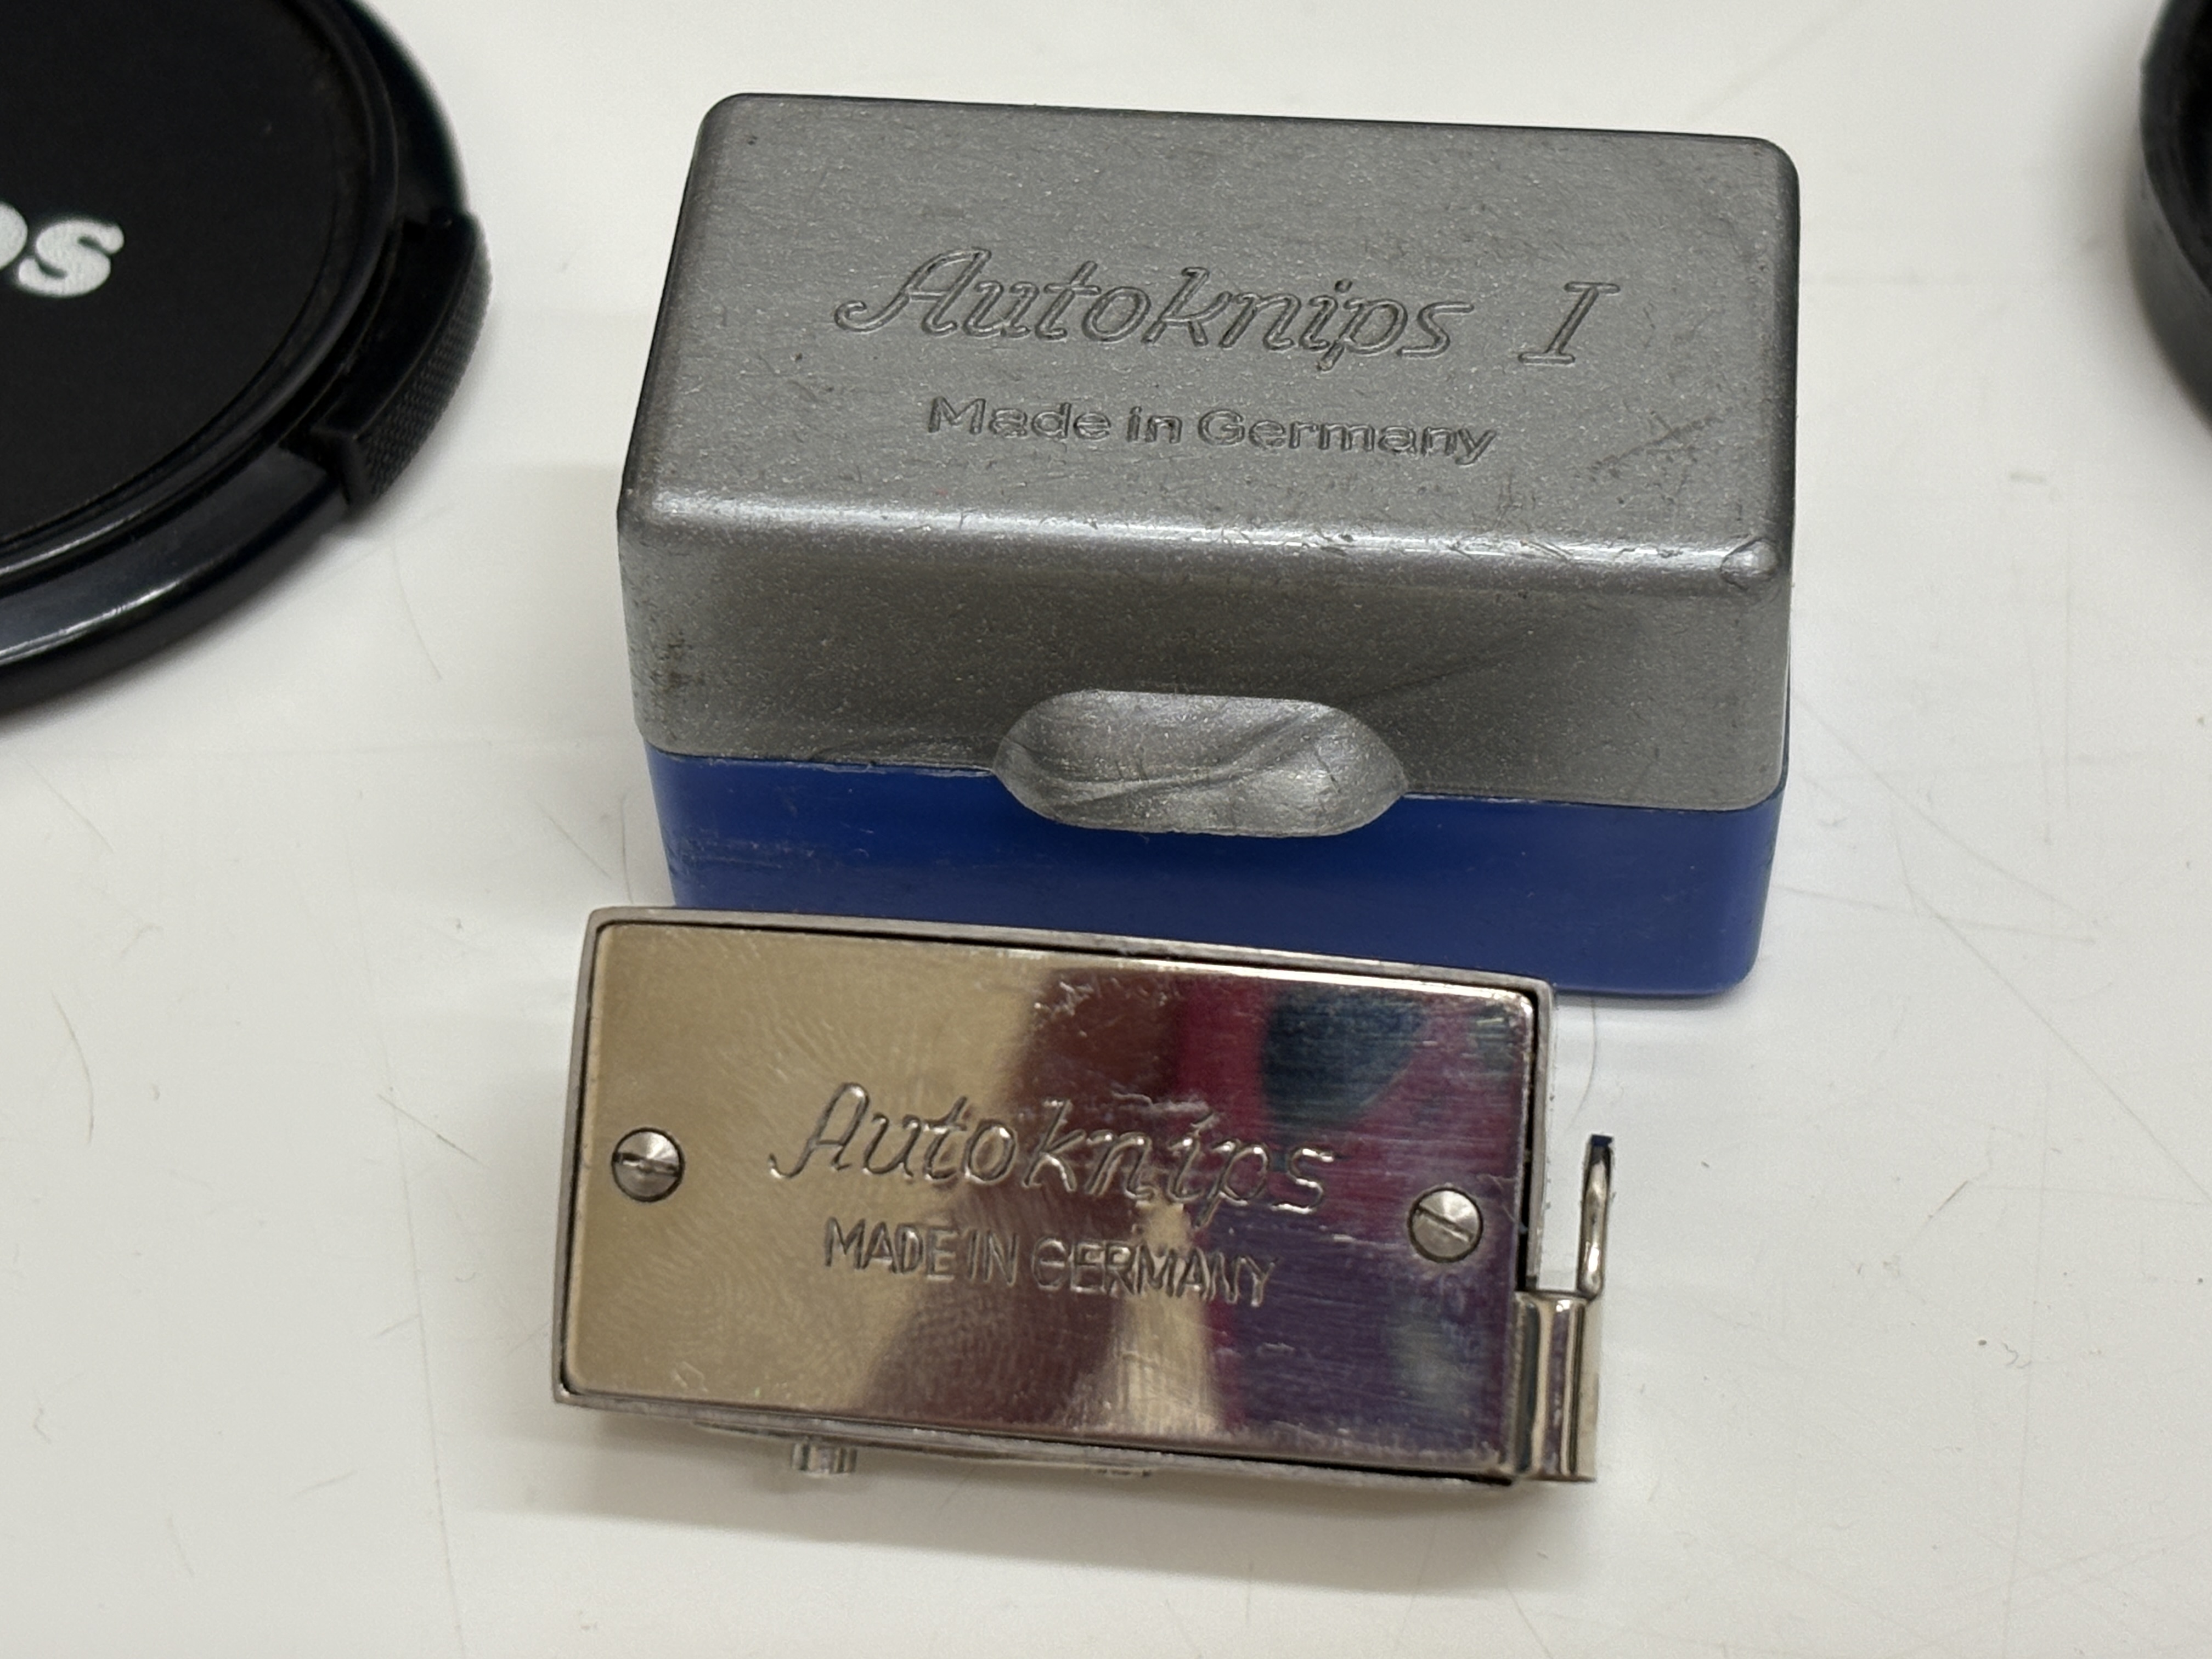 Autoknips I
Made in Germany
Autoknips
MADE IN GERMANY